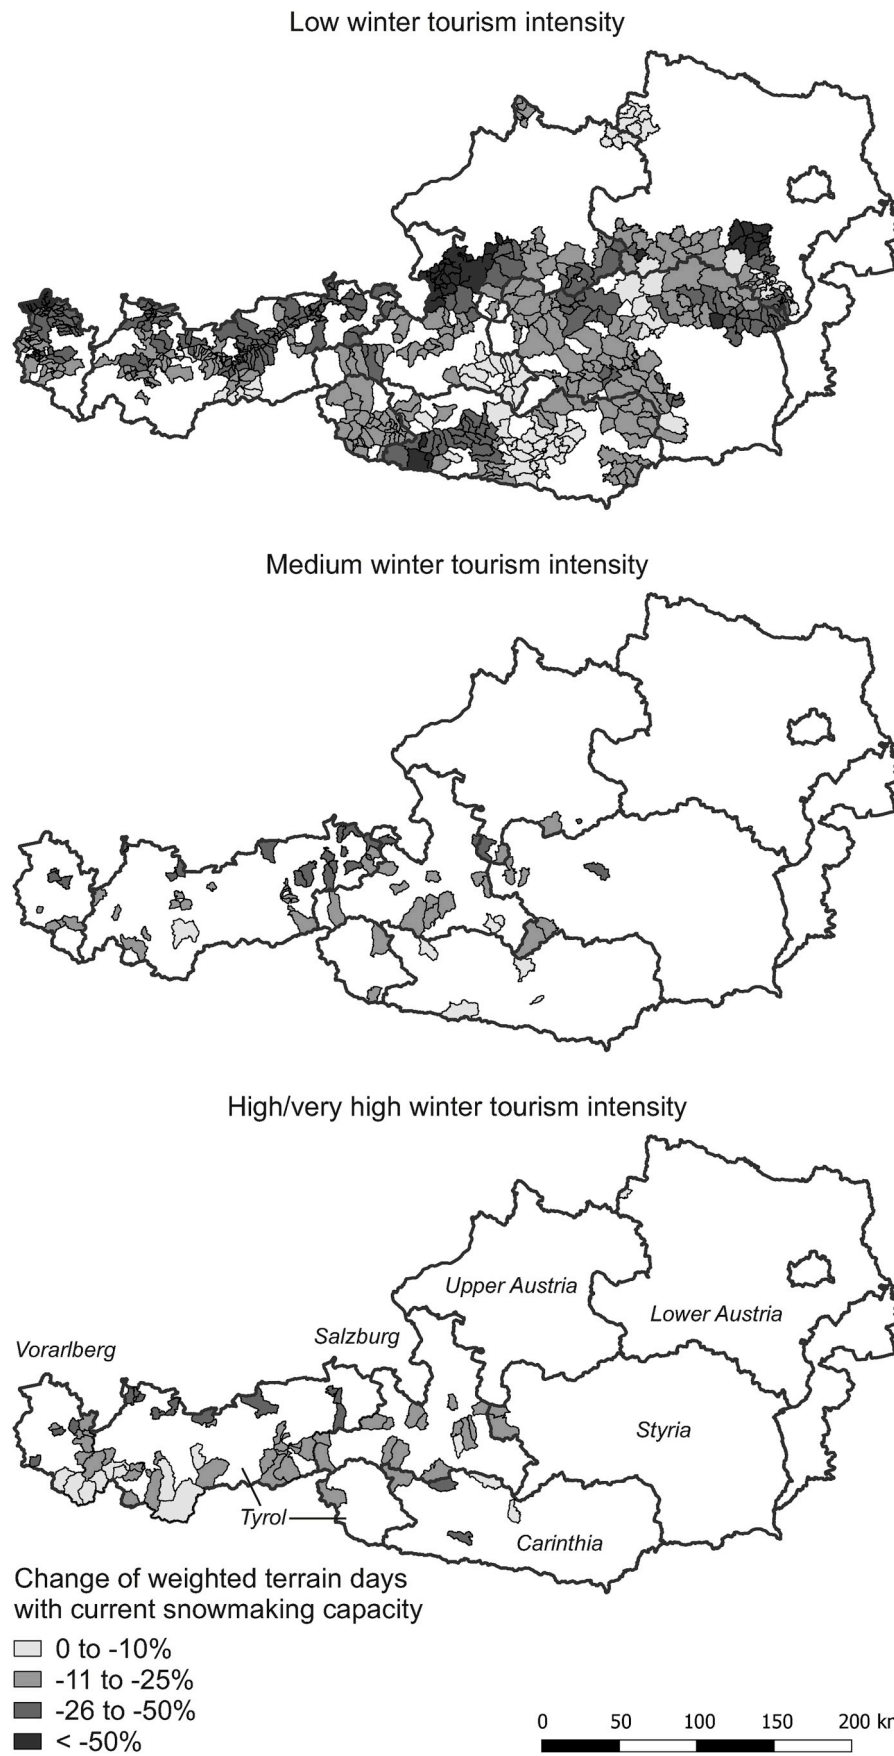 Low winter tourism intensity
Medium winter tourism intensity
High/very high winter tourism intensity
Upper Austria
Lower Austria
Salzburg
Vorarlberg
Styria
Tyrol
Carinthia
Change of weighted terrain days
with current snowmaking capacity
0 to -10%
-11 to -25%
-26 to -50%
< -50%
0 50 100 150 200 km